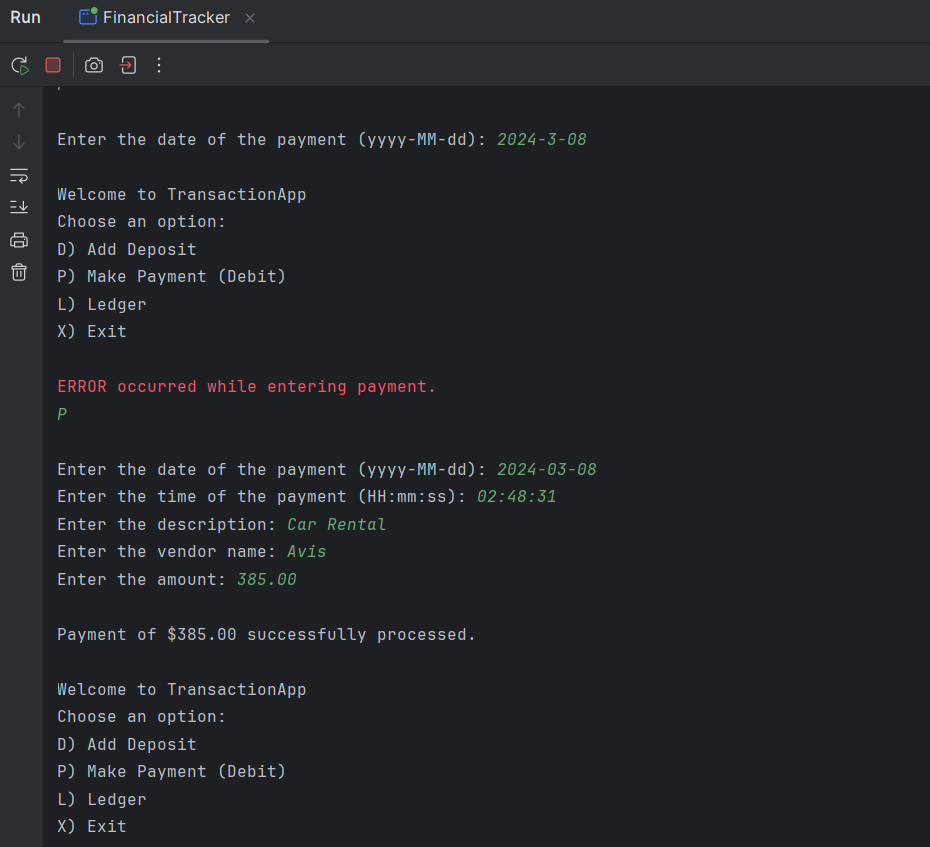 Run
FinancialTracker
Enter the date of the payment (yyyy-MM-dd): 2024-3-08
Welcome to TransactionApp
Choose an option:
D) Add Deposit
P) Make Payment (Debit)
L) Ledger
X) Exit
ERROR occurred while entering payment.
P
Enter the date of the payment (yyyy-MM-dd): 2024-03-08
Enter the time of the payment (HH:mm:ss): 02:48:31
Enter the description: Car Rental
Enter the vendor name: Avis
Enter the amount: 385.00
Payment of $385.00 successfully processed.
Welcome to TransactionApp
Choose an option:
D) Add Deposit
P) Make Payment (Debit)
L) Ledger
X) Exit